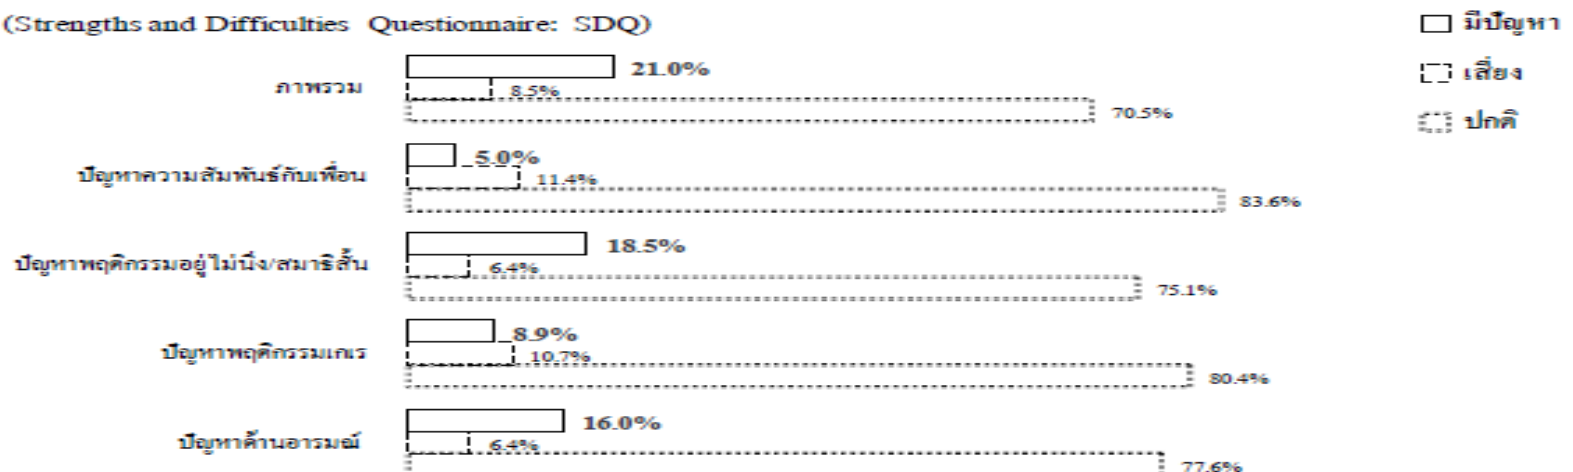 (Strengths and Difficulties Questionnaire: SDQ)
มีปัญหา
เสี่ยง
ปกติ
ภาพรวม
21.0%
8.5%
70.5%
ปัญหาความสัมพันธ์กับเพื่อน
5.0%
11.4%
83.6%
ปัญหาพฤติกรรมอยู่ไม่นิ่ง/สมาธิสั้น
18.5%
6.4%
75.1%
ปัญหาพฤติกรรมเกเร
8.9%
10.7%
80.4%
ปัญหาด้านอารมณ์
16.0%
6.4%
77.6%